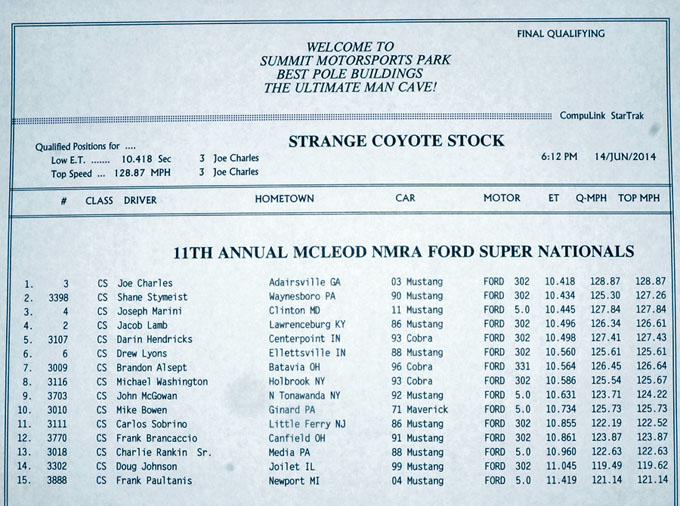 FINAL QUALIFYING
WELCOME TO
SUMMIT MOTORSPORTS PARK
BEST POLE BUILDINGS
THE ULTIMATE MAN CAVE!
CompuLink StarTrak
Qualified Positions for ....
STRANGE COYOTE STOCK
Low E.T. ....... 10.418 Sec 3 Joe Charles 6:12 PM 14/JUN/2014
Top Speed ... 128.87 MPH 3 Joe Charles
# CLASS DRIVER HOMETOWN CAR MOTOR ET Q-MPH TOP MPH
11TH ANNUAL MCLEOD NMRA FORD SUPER NATIONALS
1. 3 CS Joe Charles Adairsville GA 03 Mustang FORD 302 10.418 128.87 128.87
2. 3398 CS Shane Stymeist Waynesboro PA 90 Mustang FORD 302 10.434 125.30 127.26
3. 4 CS Joseph Marini Clinton MD 11 Mustang FORD 5.0 10.445 127.84 127.84
4. 2 CS Jacob Lamb Lawrenceburg KY 86 Mustang FORD 302 10.496 126.34 126.61
5. 3107 CS Darin Hendricks Centerpoint IN 93 Cobra FORD 302 10.498 127.41 127.43
6. 6 CS Drew Lyons Ellettsville IN 88 Mustang FORD 302 10.560 125.61 125.61
7. 3009 CS Brandon Alsept Batavia OH 96 Cobra FORD 331 10.564 126.45 126.64
8. 3116 CS Michael Washington Holbrook NY 93 Cobra FORD 302 10.586 125.54 125.67
9. 3703 CS John McGowan N Tonawanda NY 92 Mustang FORD 5.0 10.631 123.71 124.22
10. 3010 CS Mike Bowen Ginard PA 71 Maverick FORD 5.0 10.734 125.73 125.73
11. 3111 CS Carlos Sobrino Little Ferry NJ 86 Mustang FORD 302 10.855 122.19 122.52
12. 3770 CS Frank Brancaccio Canfield OH 91 Mustang FORD 302 10.861 123.87 123.87
13. 3018 CS Charlie Rankin Sr. Media PA 88 Mustang FORD 5.0 10.960 122.63 122.63
14. 3302 CS Doug Johnson Joilet IL 99 Mustang FORD 302 11.045 119.49 119.62
15. 3888 CS Frank Paultanis Newport MI 04 Mustang FORD 5.0 11.419 121.14 121.14